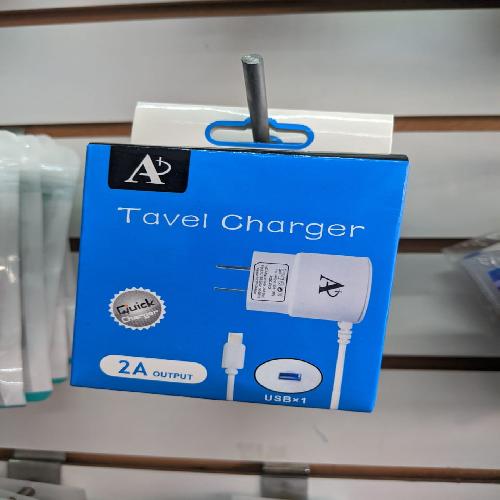 A+
Tavel Charger
A+
Quick
Charger
2A OUTPUT
USB×1